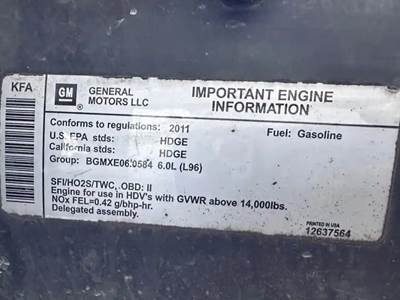 KFA
GM
GENERAL
MOTORS LLC
IMPORTANT ENGINE
INFORMATION
Conforms to regulations: 2011
Fuel: Gasoline
U.S. EPA stds: HDGE
California stds: HDGE
Group: BGMXE06.0584 6.0L (L96)
SFI/HO2S/TWC, OBD: II
Engine for use in HDV's with GVWR above 14,000lbs.
NOx FEL=0.42 g/bhp-hr.
Delegated assembly.
PRINTED IN USA
12637564